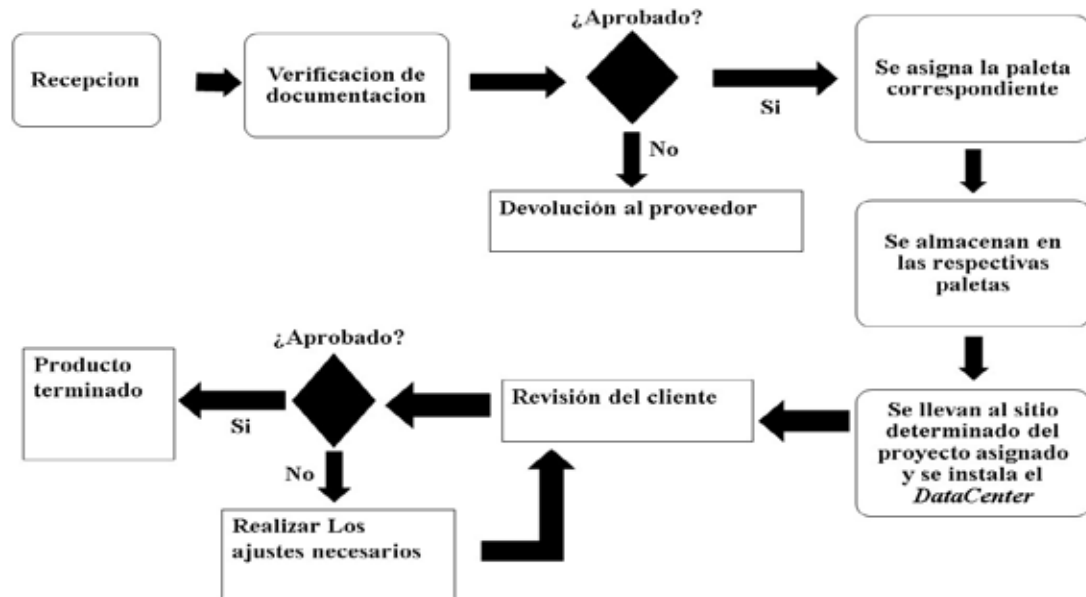 Recepcion
Verificacion de
documentacion
¿Aprobado?
Si
No
Se asigna la paleta
correspondiente
Devolución al proveedor
Se almacenan en
las respectivas
paletas
Se llevan al sitio
determinado del
proyecto asignado
y se instala el
DataCenter
Revisión del cliente
¿Aprobado?
Si
No
Producto
terminado
Realizar Los
ajustes necesarios